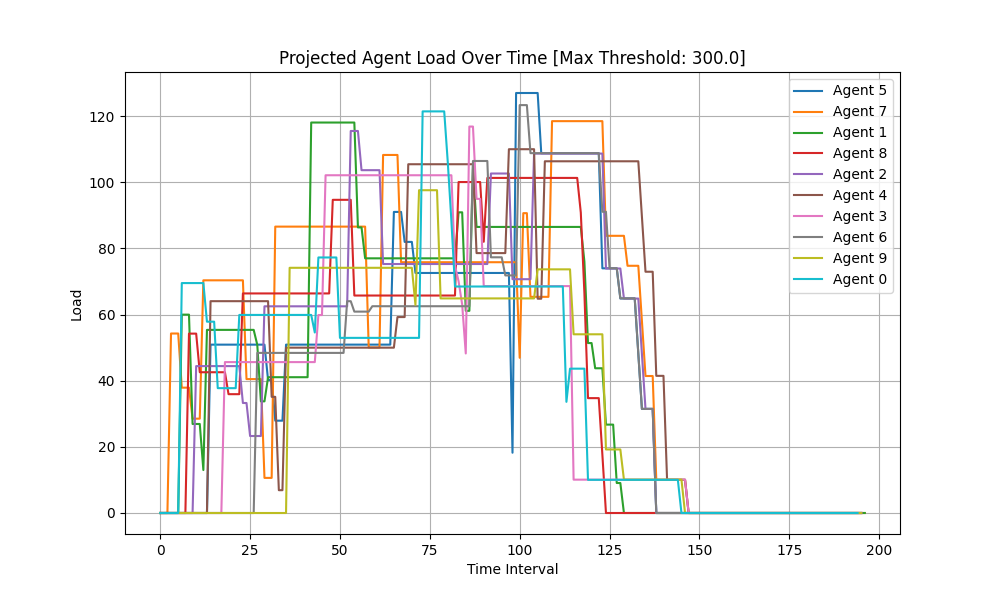 Projected Agent Load Over Time [Max Threshold: 300.0]
Load
120
100
80
60
40
20
0
0 25 50 75 100 125 150 175 200
Time Interval
Agent 5
Agent 7
Agent 1
Agent 8
Agent 2
Agent 4
Agent 3
Agent 6
Agent 9
Agent 0